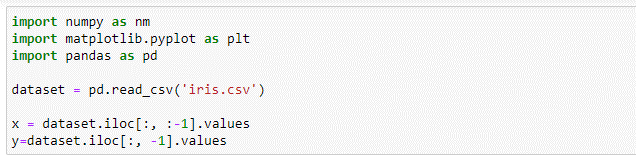 import numpy as nm
import matplotlib.pyplot as plt
import pandas as pd
dataset = pd.read_csv('iris.csv')
x = dataset.iloc[:, :-1].values
y=dataset.iloc[:, -1].values